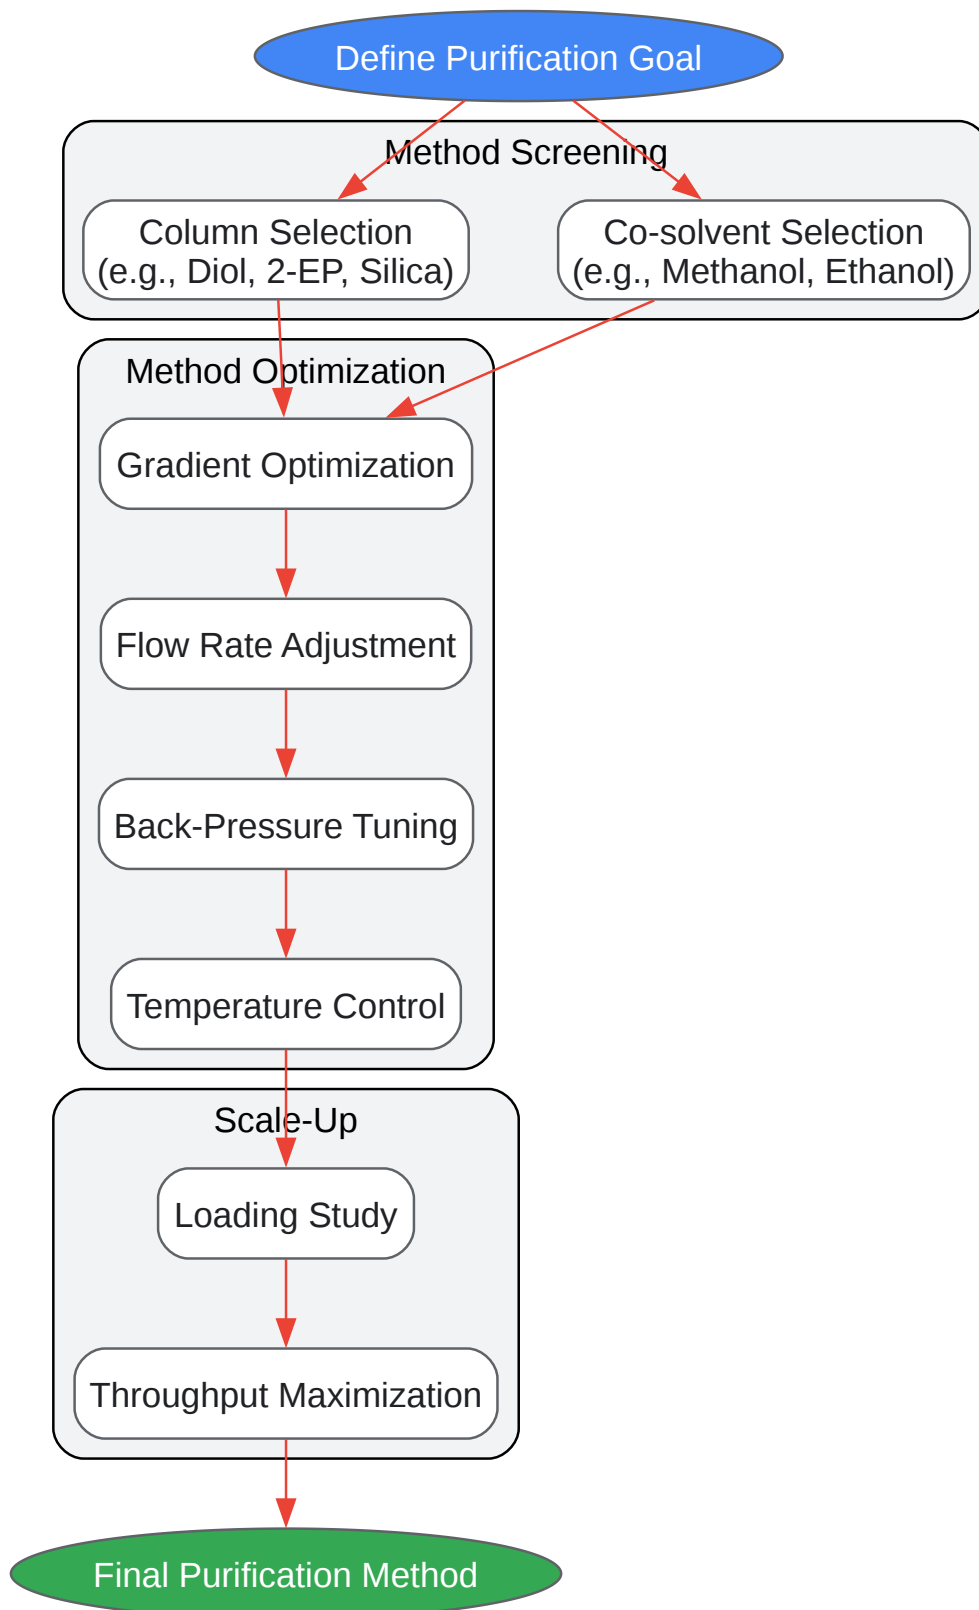 Define Purification Goal
Method Screening
Column Selection
(e.g., Diol, 2-EP, Silica)
Co-solvent Selection
(e.g., Methanol, Ethanol)
Method Optimization
Gradient Optimization
Flow Rate Adjustment
Back-Pressure Tuning
Temperature Control
Scale-Up
Loading Study
Throughput Maximization
Final Purification Method